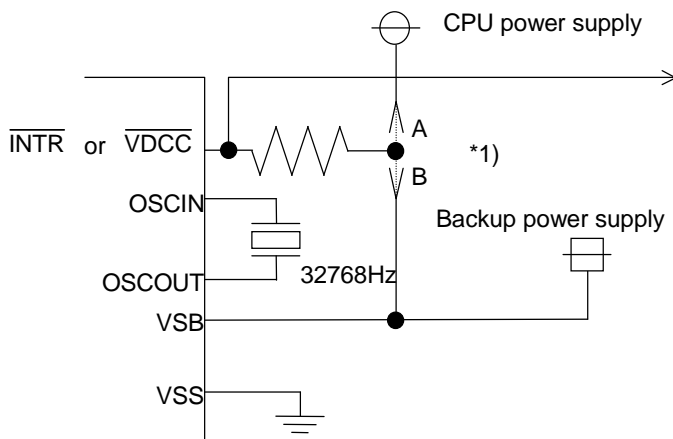 CPU power supply
A
INTR or VDCC
*1)
B
OSCIN
Backup power supply
OSCOUT
32768Hz
VSB
VSS